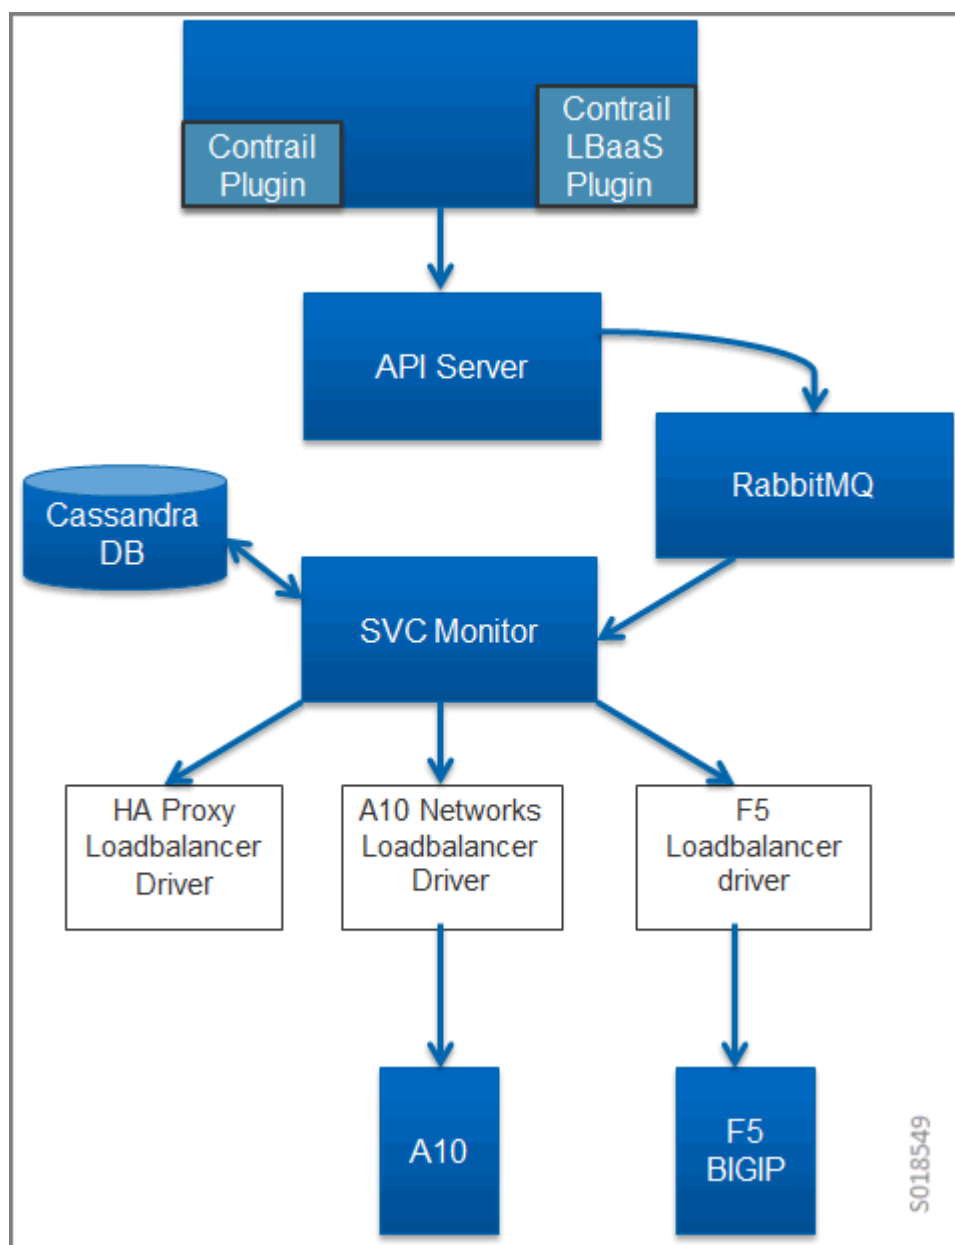 Contrail
Plugin
Contrail
LBaaS
Plugin
API Server
RabbitMQ
Cassandra
DB
SVC Monitor
HA Proxy
Loadbalancer
Driver
A10 Networks
Loadbalancer
Driver
F5
Loadbalancer
driver
A10
F5
BIGIP
S018549